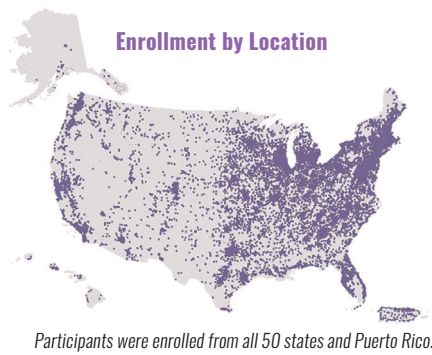 Enrollment by Location
Participants were enrolled from all 50 states and Puerto Rico.